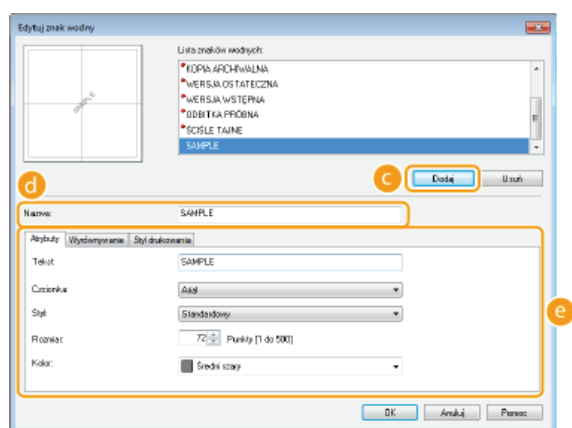 Edytuj znak wodny
Lista znaków wodnych:
KOPIA ARCHIWALNA
WERSJA OSTATECZNA
WERSJA WSTĘPNA
ODBITKA PRÓBNA
ŚCIŚLE TAJNE
SAMPLE
SAMPLE
c
Dodaj
Usuń
d
Nazwa:
SAMPLE
Atrybuty
Wyrównywanie
Styl drukowania
Tekst:
SAMPLE
Czcionka:
Arial
Styl:
Standardowy
Rozmiar:
72
Punkty [1 do 500]
Kolor:
Średni szary
e
OK
Anuluj
Pomoc